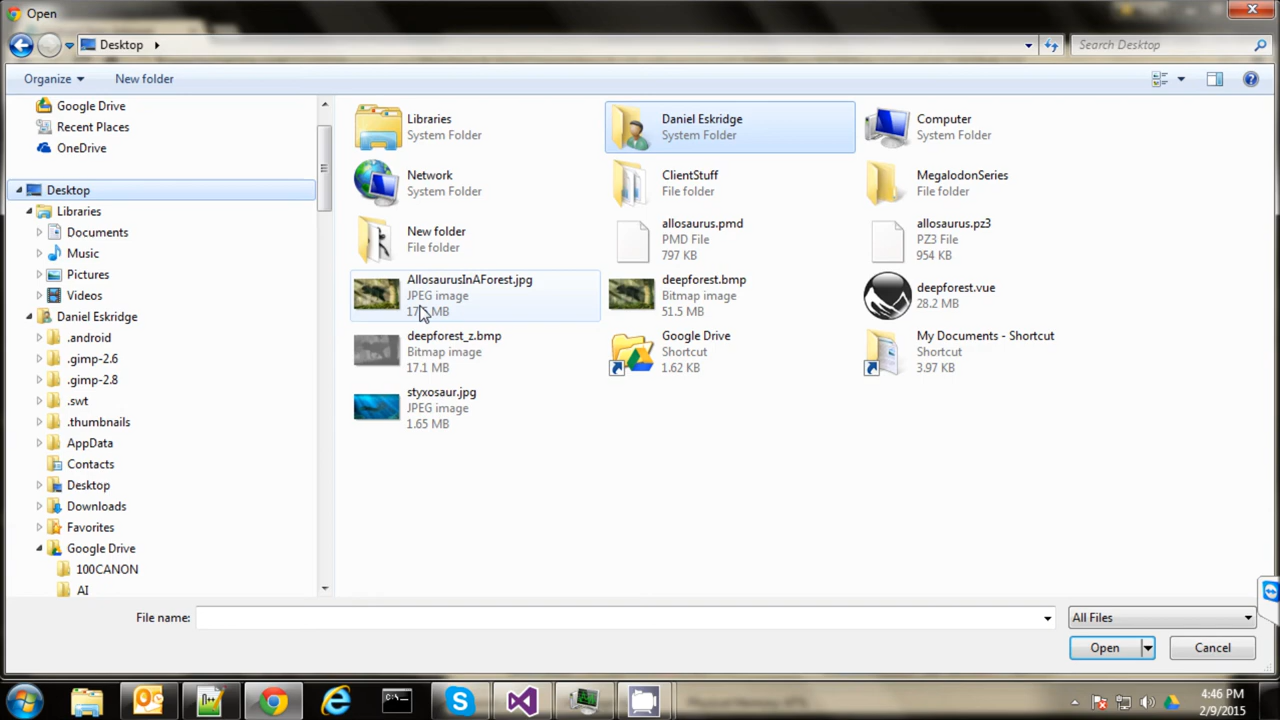 Open
Desktop
Search Desktop
Organize
New folder
Google Drive
Recent Places
OneDrive
Desktop
Libraries
Documents
Music
Pictures
Videos
Daniel Eskridge
.android
.gimp-2.6
.gimp-2.8
.swt
.thumbnails
AppData
Contacts
Desktop
Downloads
Favorites
Google Drive
100CANON
AI
Libraries
System Folder
Daniel Eskridge
System Folder
Computer
System Folder
Network
System Folder
ClientStuff
File folder
MegalodonSeries
File folder
New folder
File folder
allosaurus.pmd
PMD File
797 KB
allosaurus.pz3
PZ3 File
954 KB
AllosaurusInAForest.jpg
JPEG image
MB
deepforest.bmp
Bitmap image
51.5 MB
deepforest.vue
28.2 MB
deepforest_z.bmp
Bitmap image
17.1 MB
Google Drive
Shortcut
1.62 KB
My Documents - Shortcut
Shortcut
3.97 KB
styxosaur.jpg
JPEG image
1.65 MB
File name:
All Files
Open
Cancel
4:46 PM
2/9/2015